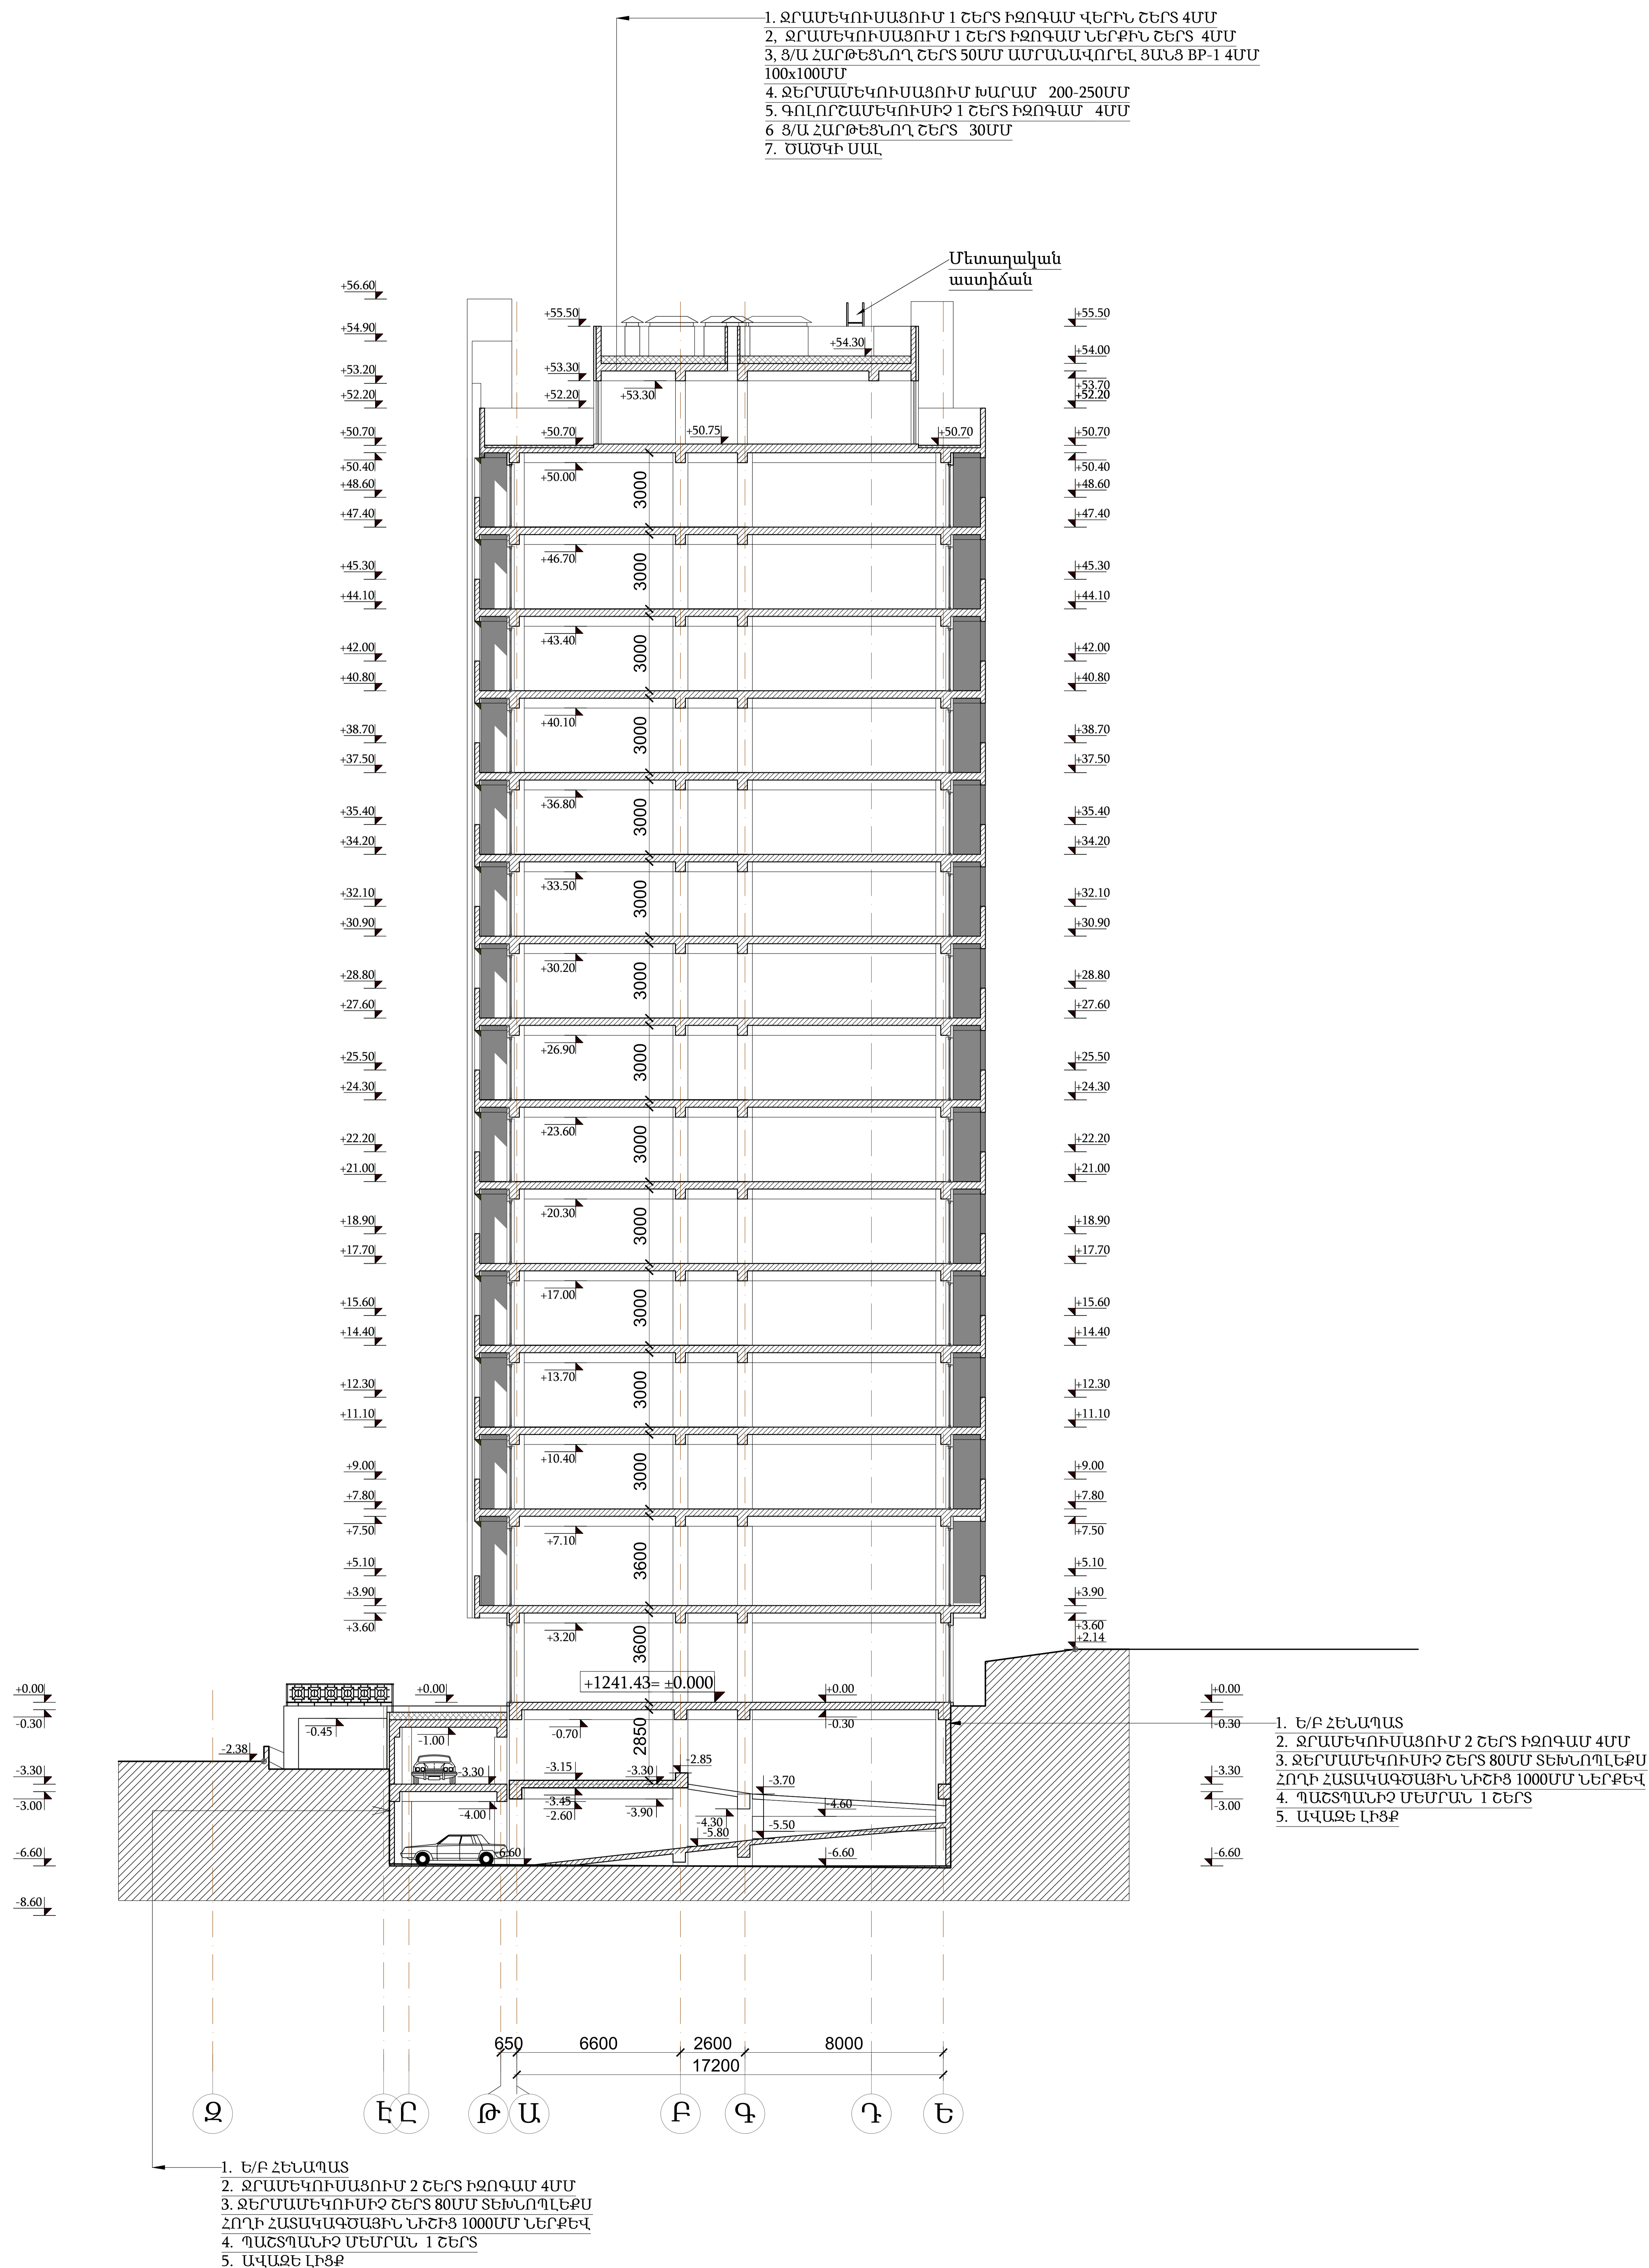 1. ՋՐԱՄԵԿՈՒՍԱՑՈՒՄ 1 ՇԵՐՏ ԻԶՈԳԱՄ ՎԵՐԻՆ ՇԵՐՏ 4ՄՄ
2, ՋՐԱՄԵԿՈՒՍԱՑՈՒՄ 1 ՇԵՐՏ ԻԶՈԳԱՄ ՆԵՐՔԻՆ ՇԵՐՏ 4ՄՄ
3, Ց/Ա ՀԱՐԹԵՑՆՈՂ ՇԵՐՏ 50ՄՄ ԱՄՐԱՆԱՎՈՐԵԼ ՑԱՆՑ BP-1 4ՄՄ
100x100ՄՄ
4. ՋԵՐՄԱՄԵԿՈՒՍԱՑՈՒՄ ԽԱՐԱՄ 200-250ՄՄ
5. ԳՈԼՈՐՇԱՄԵԿՈՒՍԻՉ 1 ՇԵՐՏ ԻԶՈԳԱՄ 4ՄՄ
6 Ց/Ա ՀԱՐԹԵՑՆՈՂ ՇԵՐՏ 30ՄՄ
7. ԾԱԾԿԻ ՍԱԼ
Մետաղական
աստիճան
+56.60
+55.50 +55.50
+54.90
+54.30
+54.00
+53.20 +53.30
+53.30 +53.70
+52.20 +52.20 +52.20
+50.70 +50.70 +50.75 +50.70 +50.70
+50.40 +50.00 3000 +50.40
+48.60 +48.60
+47.40 +47.40
+46.70 3000
+45.30 +45.30
+44.10 +44.10
+43.40 3000
+42.00 +42.00
+40.80 +40.80
+40.10 3000
+38.70 +38.70
+37.50 +37.50
+36.80 3000
+35.40 +35.40
+34.20 +34.20
+33.50 3000
+32.10 +32.10
+30.90 +30.90
+30.20 3000
+28.80 +28.80
+27.60 +27.60
+26.90 3000
+25.50 +25.50
+24.30 +24.30
+23.60 3000
+22.20 +22.20
+21.00 +21.00
+20.30 3000
+18.90 +18.90
+17.70 +17.70
+17.00 3000
+15.60 +15.60
+14.40 +14.40
+13.70 3000
+12.30 +12.30
+11.10 +11.10
+10.40 3000
+9.00 +9.00
+7.80 +7.80
+7.50 +7.50
+7.10 3600
+5.10 +5.10
+3.90 +3.90
+3.60 +3.20 3600 +3.60
+2.14
+1241.43= ±0.000
+0.00 +0.00 +0.00 +0.00
-0.30 -0.45 -0.70 -0.30 -0.30
-1.00 2850
-2.38 -2.85
-3.30 -3.30 -3.15 -3.30 -3.70 -3.30
-3.00 -3.45 -3.90 -4.60 -3.00
-4.00 -2.60 -4.30 -5.50
-5.80
-6.60 -6.60 -6.60 -6.60
-8.60
1. Ե/Բ ՀԵՆԱՊԱՏ
2. ՋՐԱՄԵԿՈՒՍԱՑՈՒՄ 2 ՇԵՐՏ ԻԶՈԳԱՄ 4ՄՄ
3. ՋԵՐՄԱՄԵԿՈՒՍԻՉ ՇԵՐՏ 80ՄՄ ՏԵԽՆՈՊԼԵՔՍ
ՀՈՂԻ ՀԱՏԱԿԱԳԾԱՅԻՆ ՆԻՇԻՑ 1000ՄՄ ՆԵՐՔԵՎ
4. ՊԱՇՏՊԱՆԻՉ ՄԵՄՐԱՆ 1 ՇԵՐՏ
5. ԱՎԱԶԵ ԼԻՑՔ
650 6600 2600 8000
17200
Զ Է Ը Թ Ա Բ Գ Դ Ե
1. Ե/Բ ՀԵՆԱՊԱՏ
2. ՋՐԱՄԵԿՈՒՍԱՑՈՒՄ 2 ՇԵՐՏ ԻԶՈԳԱՄ 4ՄՄ
3. ՋԵՐՄԱՄԵԿՈՒՍԻՉ ՇԵՐՏ 80ՄՄ ՏԵԽՆՈՊԼԵՔՍ
ՀՈՂԻ ՀԱՏԱԿԱԳԾԱՅԻՆ ՆԻՇԻՑ 1000ՄՄ ՆԵՐՔԵՎ
4. ՊԱՇՏՊԱՆԻՉ ՄԵՄՐԱՆ 1 ՇԵՐՏ
5. ԱՎԱԶԵ ԼԻՑՔ